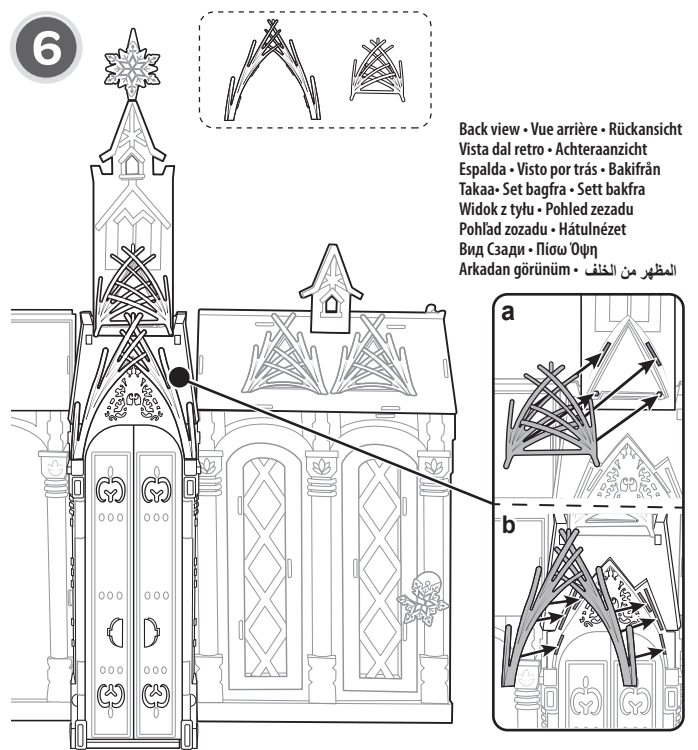 6
Back view • Vue arrière • Rückansicht
Vista dal retro • Achteraanzicht
Espalda• Visto por trás • Bakifrån
Takaa• Set bagfra • Sett bakfra
Widok z tyłu • Pohled zezadu
Pohľad zozadu • Hátulnézet
Вид Сзади • Πίσω Όψη
Arkadan görünüm • المظهر من الخلف
a
b